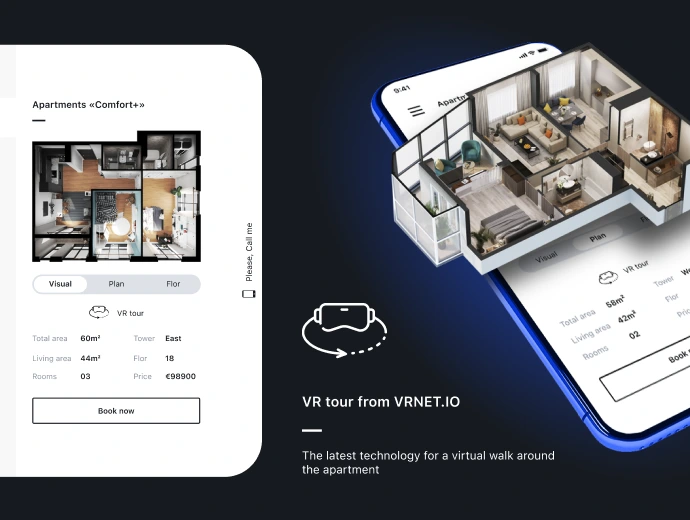 Apartments «Comfort+»
Visual
Plan
Flor
VR tour
Total area 60m² Tower East
Living area 44m² Flor 18
Rooms 03 Price €98900
Book now
Please, Call me
VR tour from VRNET.IO
The latest technology for a virtual walk around
the apartment
9:41
Visual
Plan
VR tour
Total area 68m² Tower
Living area 42m² Flor
Rooms 02
Book